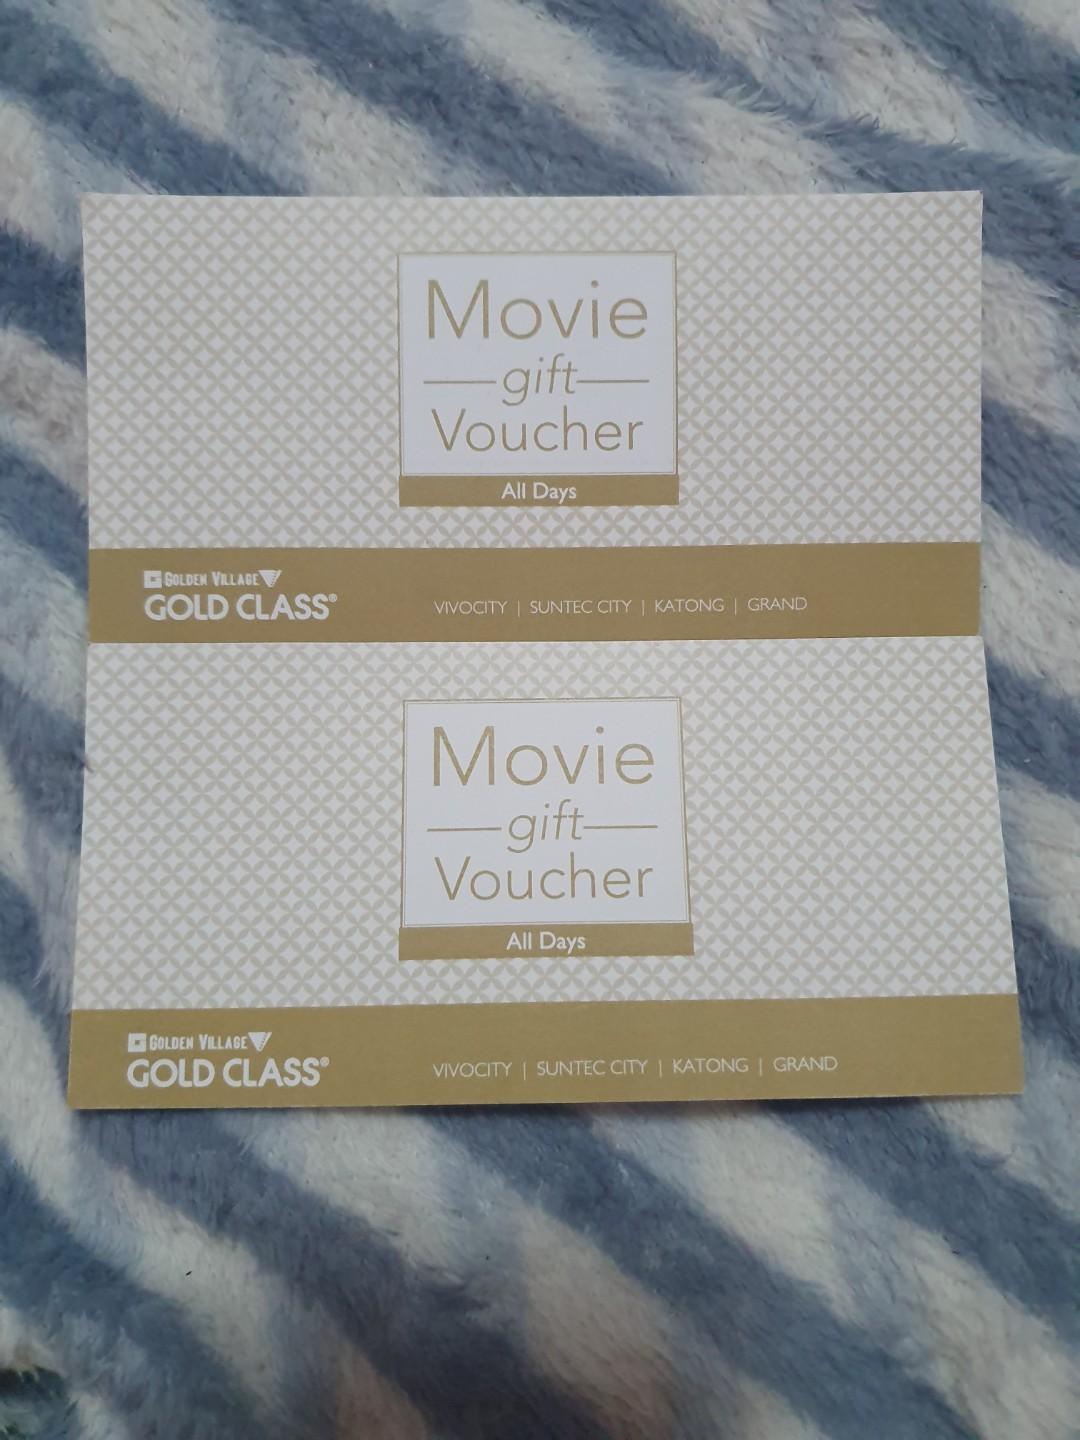 Movie
gift
Voucher
All Days
GOLDEN VILLAGE
GOLD CLASS®
VIVOCITY | SUNTEC CITY | KATONG | GRAND
Movie
gift
Voucher
All Days
GOLDEN VILLAGE
GOLD CLASS®
VIVOCITY | SUNTEC CITY | KATONG | GRAND